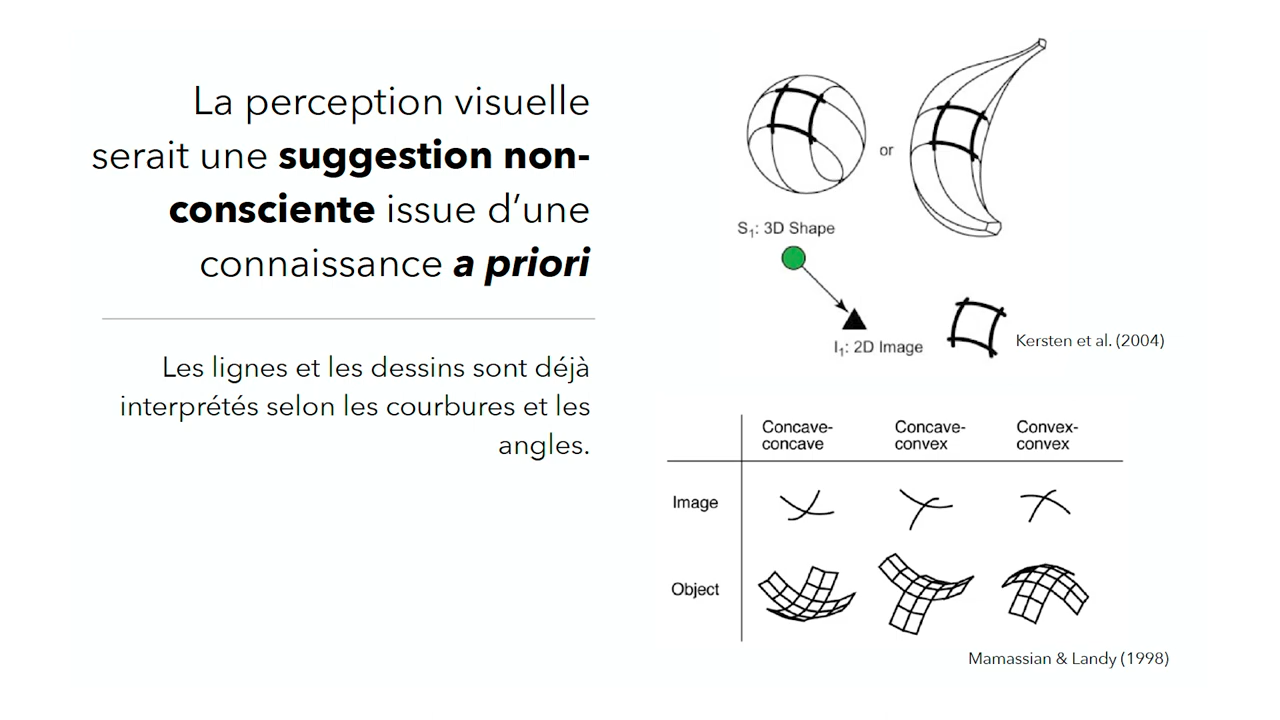 La perception visuelle
serait une suggestion non-
consciente issue d’une
connaissance a priori
Les lignes et les dessins sont déjà
interprétés selon les courbures et les
angles.
or
S₁: 3D Shape
I₁: 2D Image
Kersten et al. (2004)
Concave-
concave
Concave-
convex
Convex-
convex
Image
Object
Mamassian & Landy (1998)